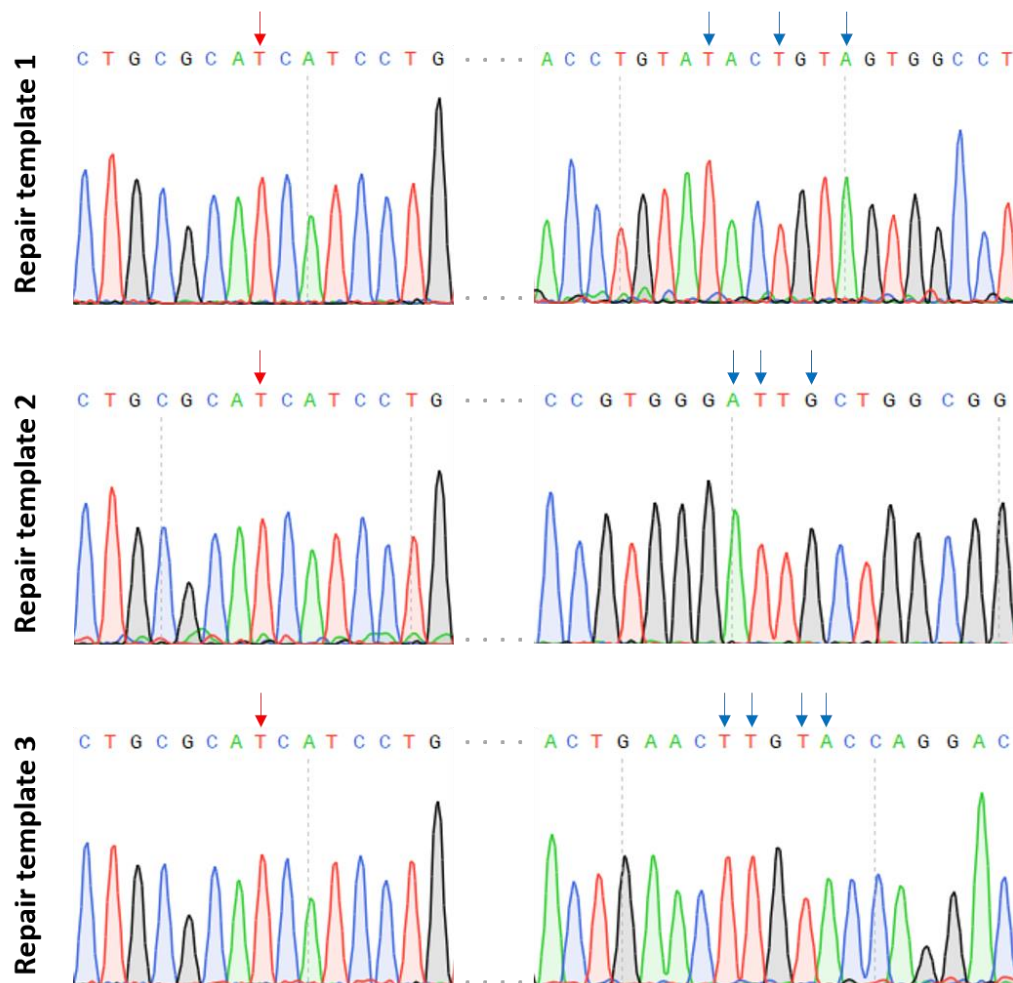 Repair template 1
C T G C G C A T C A T C C T G · · · · A C C T G T A T A C T G T A G T G G C C T
Repair template 2
C T G C G C A T C A T C C T G · · · · · C C G T G G G A T T G C T G G C G G
Repair template 3
C T G C G C A T C A T C C T G · · · · A C T G A A C T T G T A C C A G G A C